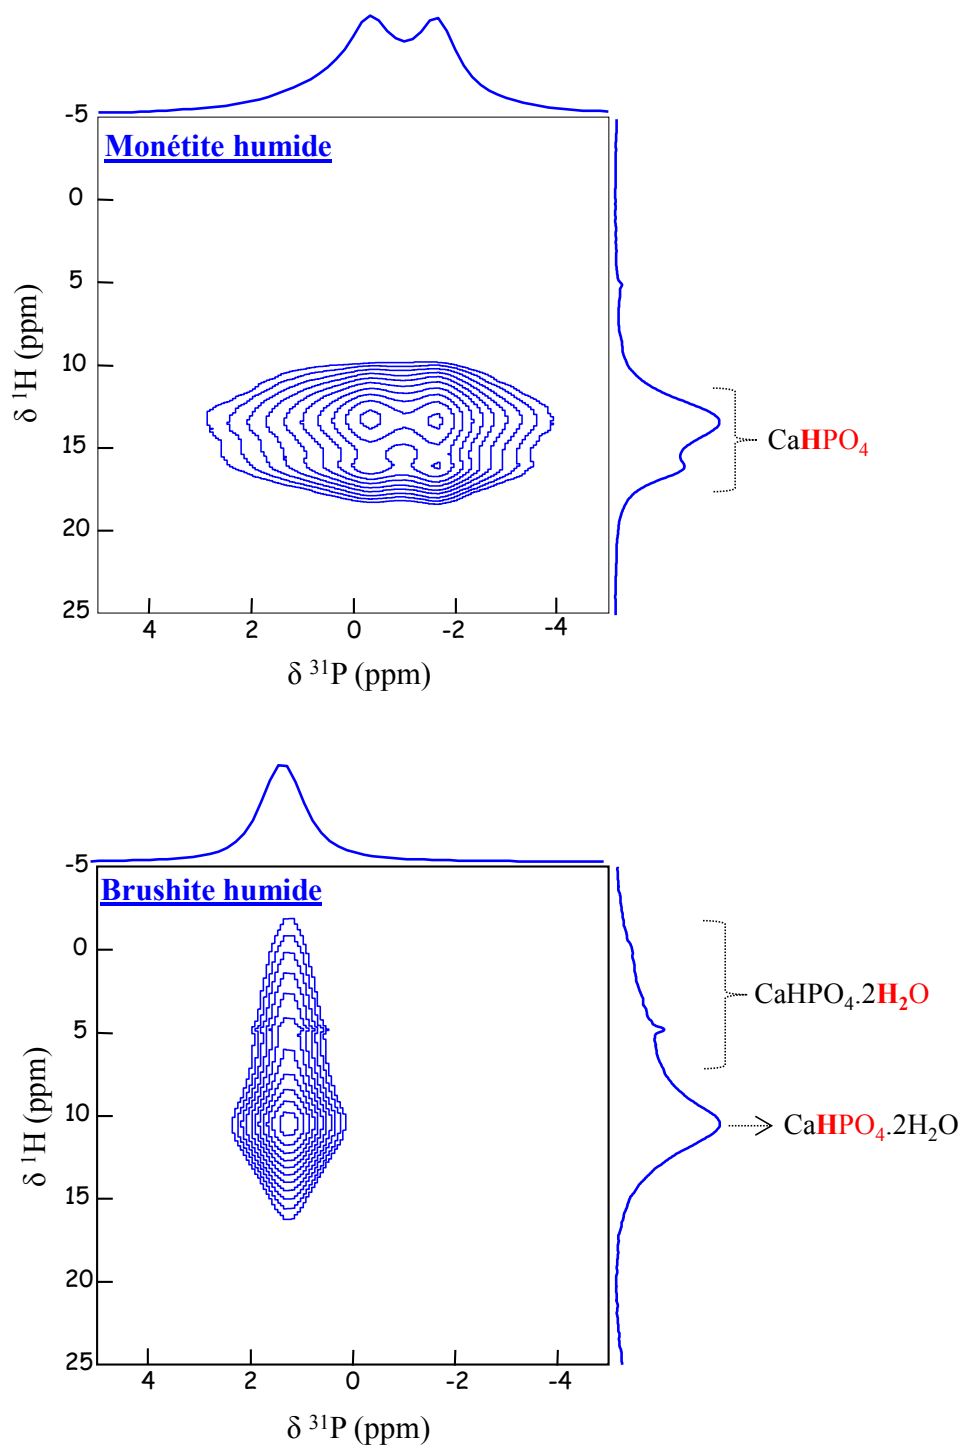 -5
Monétite humide
0
5
10
15
20
25
δ ¹H (ppm)
CaHPO₄
4 2 0 -2 -4
δ ³¹P (ppm)
-5
Brushite humide
0
5
10
15
20
25
δ ¹H (ppm)
CaHPO₄.2H₂O
CaHPO₄.2H₂O
4 2 0 -2 -4
δ ³¹P (ppm)